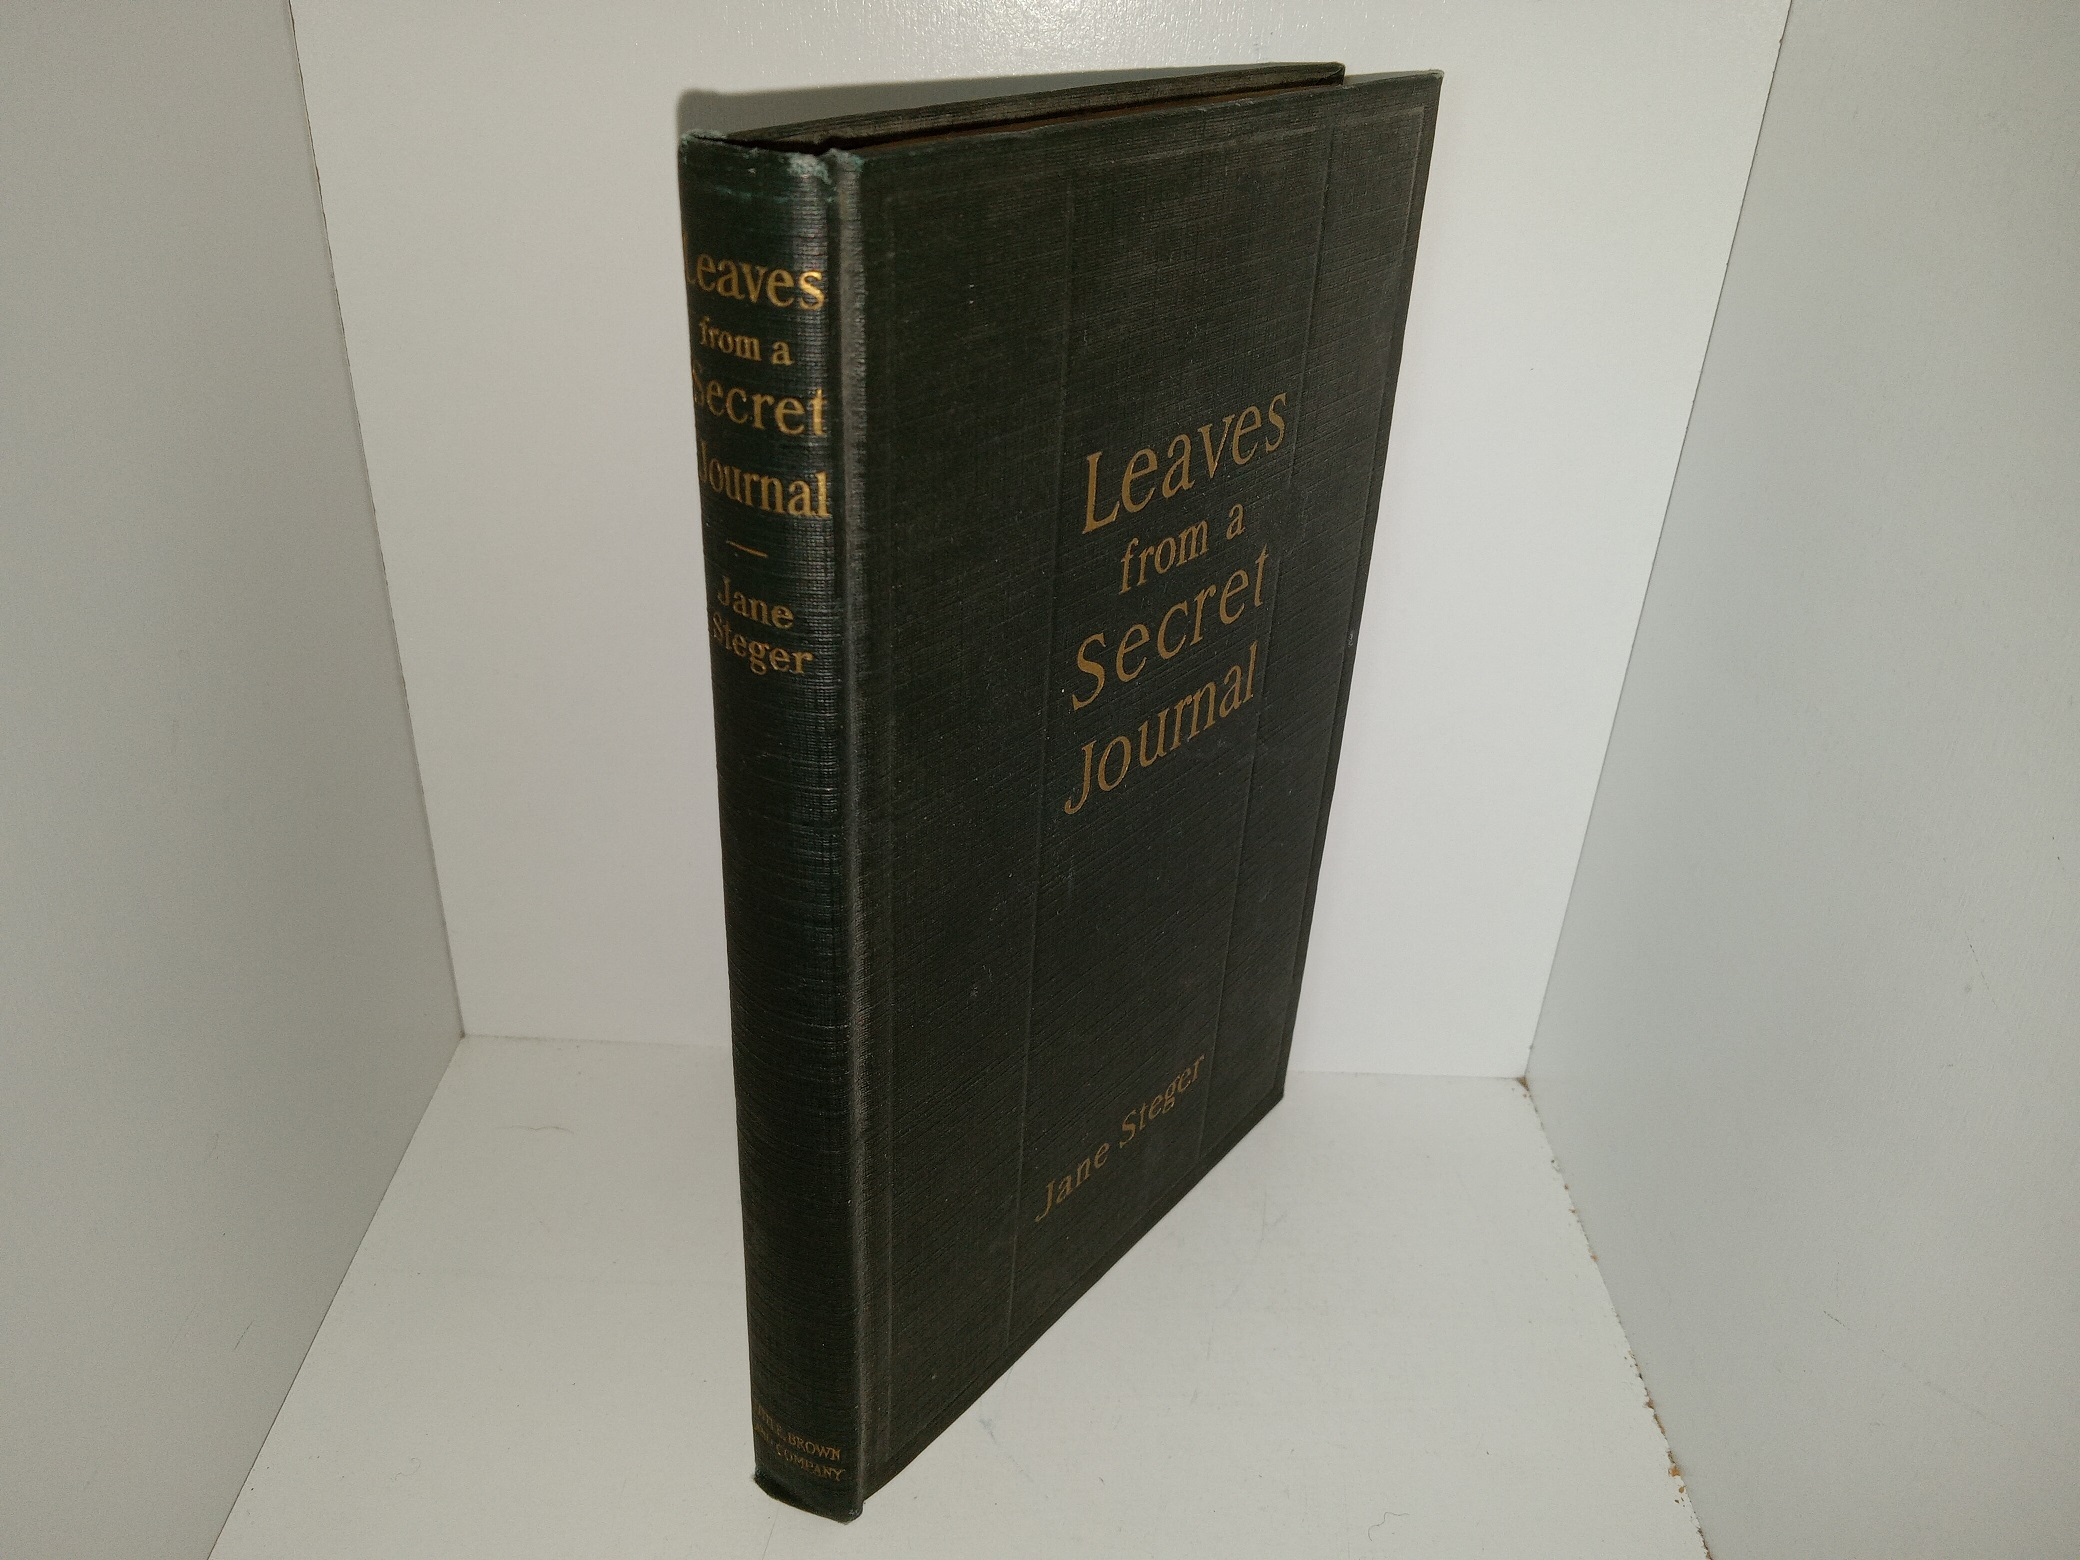 Leaves
from a
Secret
Journal
—
Jane
Steger
BROWN
COMPANY
Leaves
from a
Secret
Journal
Jane Steger